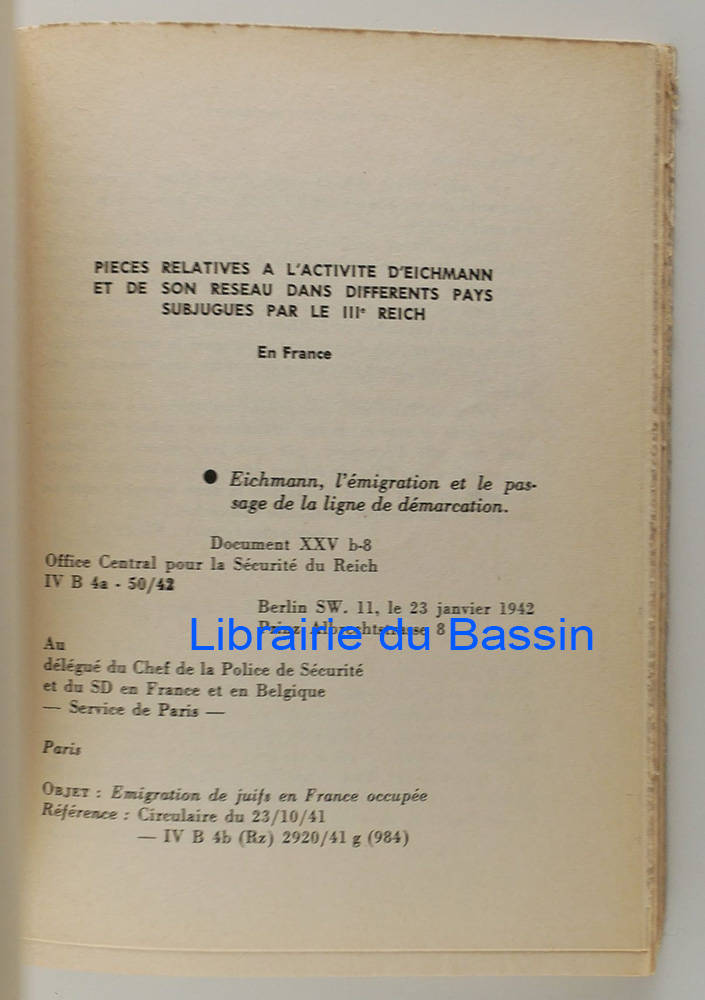 PIECES RELATIVES A L'ACTIVITE D'EICHMANN
ET DE SON RESEAU DANS DIFFERENTS PAYS
SUBJUGUES PAR LE IIIᵉ REICH
En France
● Eichmann, l'émigration et le pas-
sage de la ligne de démarcation.
Document XXV b-8
Office Central pour la Sécurité du Reich
IV B 4a - 50/42
Berlin SW. 11, le 23 janvier 1942
Prinz Albrechtstrasse 8
Librairie du Bassin
Au
délégué du Chef de la Police de Sécurité
et du SD en France et en Belgique
— Service de Paris —
Paris
OBJET : Emigration de juifs en France occupée
Référence : Circulaire du 23/10/41
— IV B 4b (Rz) 2920/41 g (984)